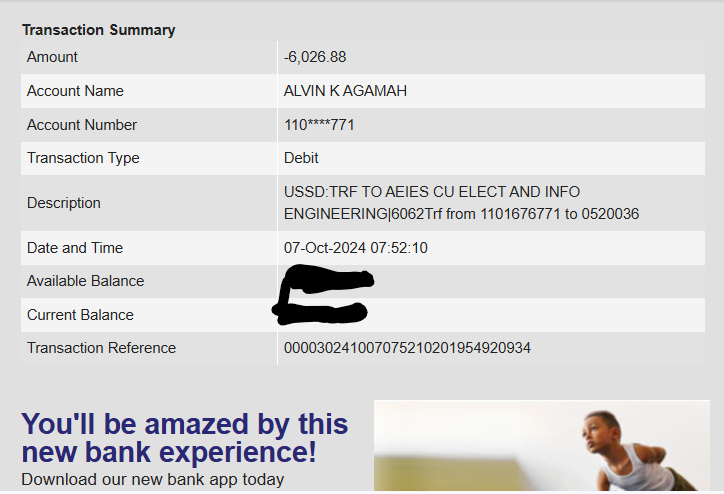 Transaction Summary
Amount -6,026.88
Account Name ALVIN K AGAMAH
Account Number 110****771
Transaction Type Debit
Description USSD:TRF TO AEIES CU ELECT AND INFO
ENGINEERING|6062Trf from 1101676771 to 0520036
Date and Time 07-Oct-2024 07:52:10
Available Balance
Current Balance
Transaction Reference 000030241007075210201954920934
You'll be amazed by this
new bank experience!
Download our new bank app today